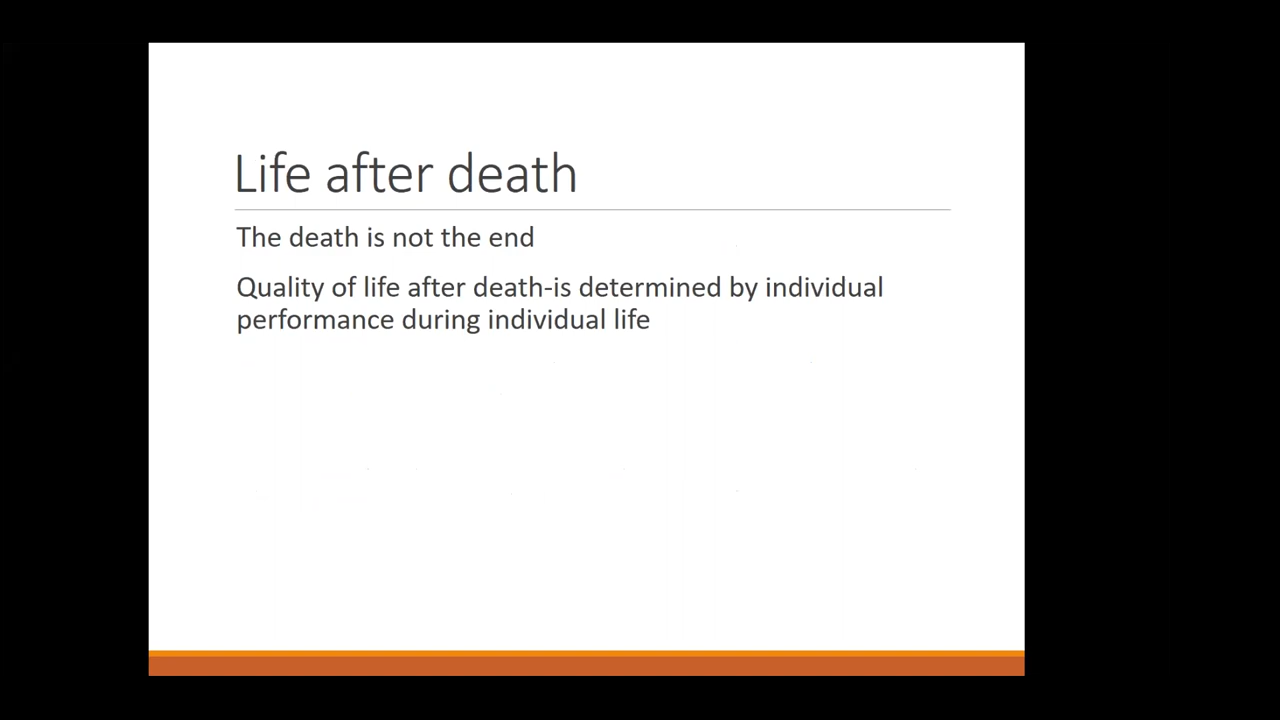 Life after death
The death is not the end
Quality of life after death-is determined by individual
performance during individual life